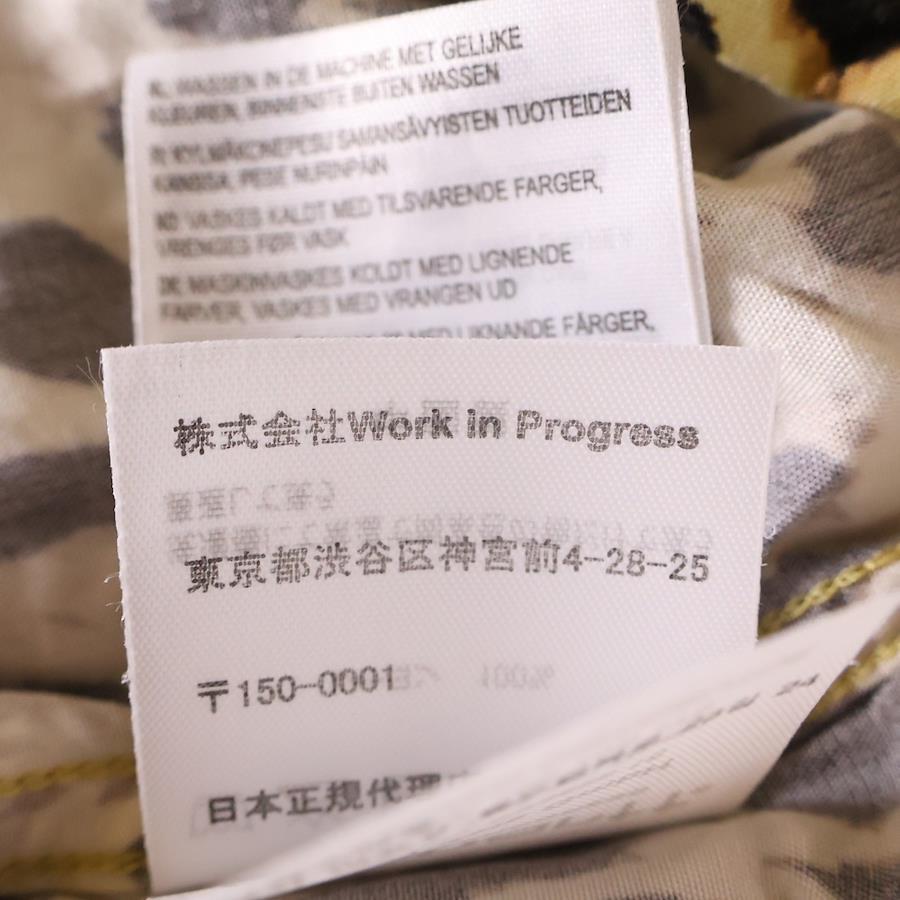 NL WASSEN IN DE MACHINE MET GELIJKE
KLEUREN, BINNENSTE BUITEN WASSEN
FI KYLMÄKONEPESU SAMANSÄVYISTEN TUOTTEIDEN
KANSSA, PESE NURINPÄIN
NO VASKES KALDT MED TILSVARENDE FARGER,
VRENGES FØR VASK
DK MASKINVASKES KOLDT MED LIGNENDE
FARVER, VASKES MED VRANGEN UD
MED LIKNANDE FÄRGER,
株式会社Work in Progress
東京都渋谷区神宮前4-28-25
〒150-0001
日本正規代理